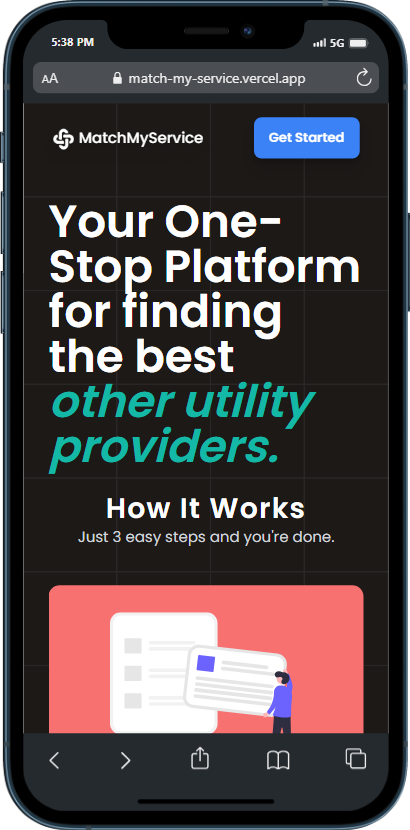 5:38 PM
5G
AA
match-my-service.vercel.app
MatchMyService
Get Started
Your One-
Stop Platform
for finding
the best
other utility
providers.
How It Works
Just 3 easy steps and you're done.